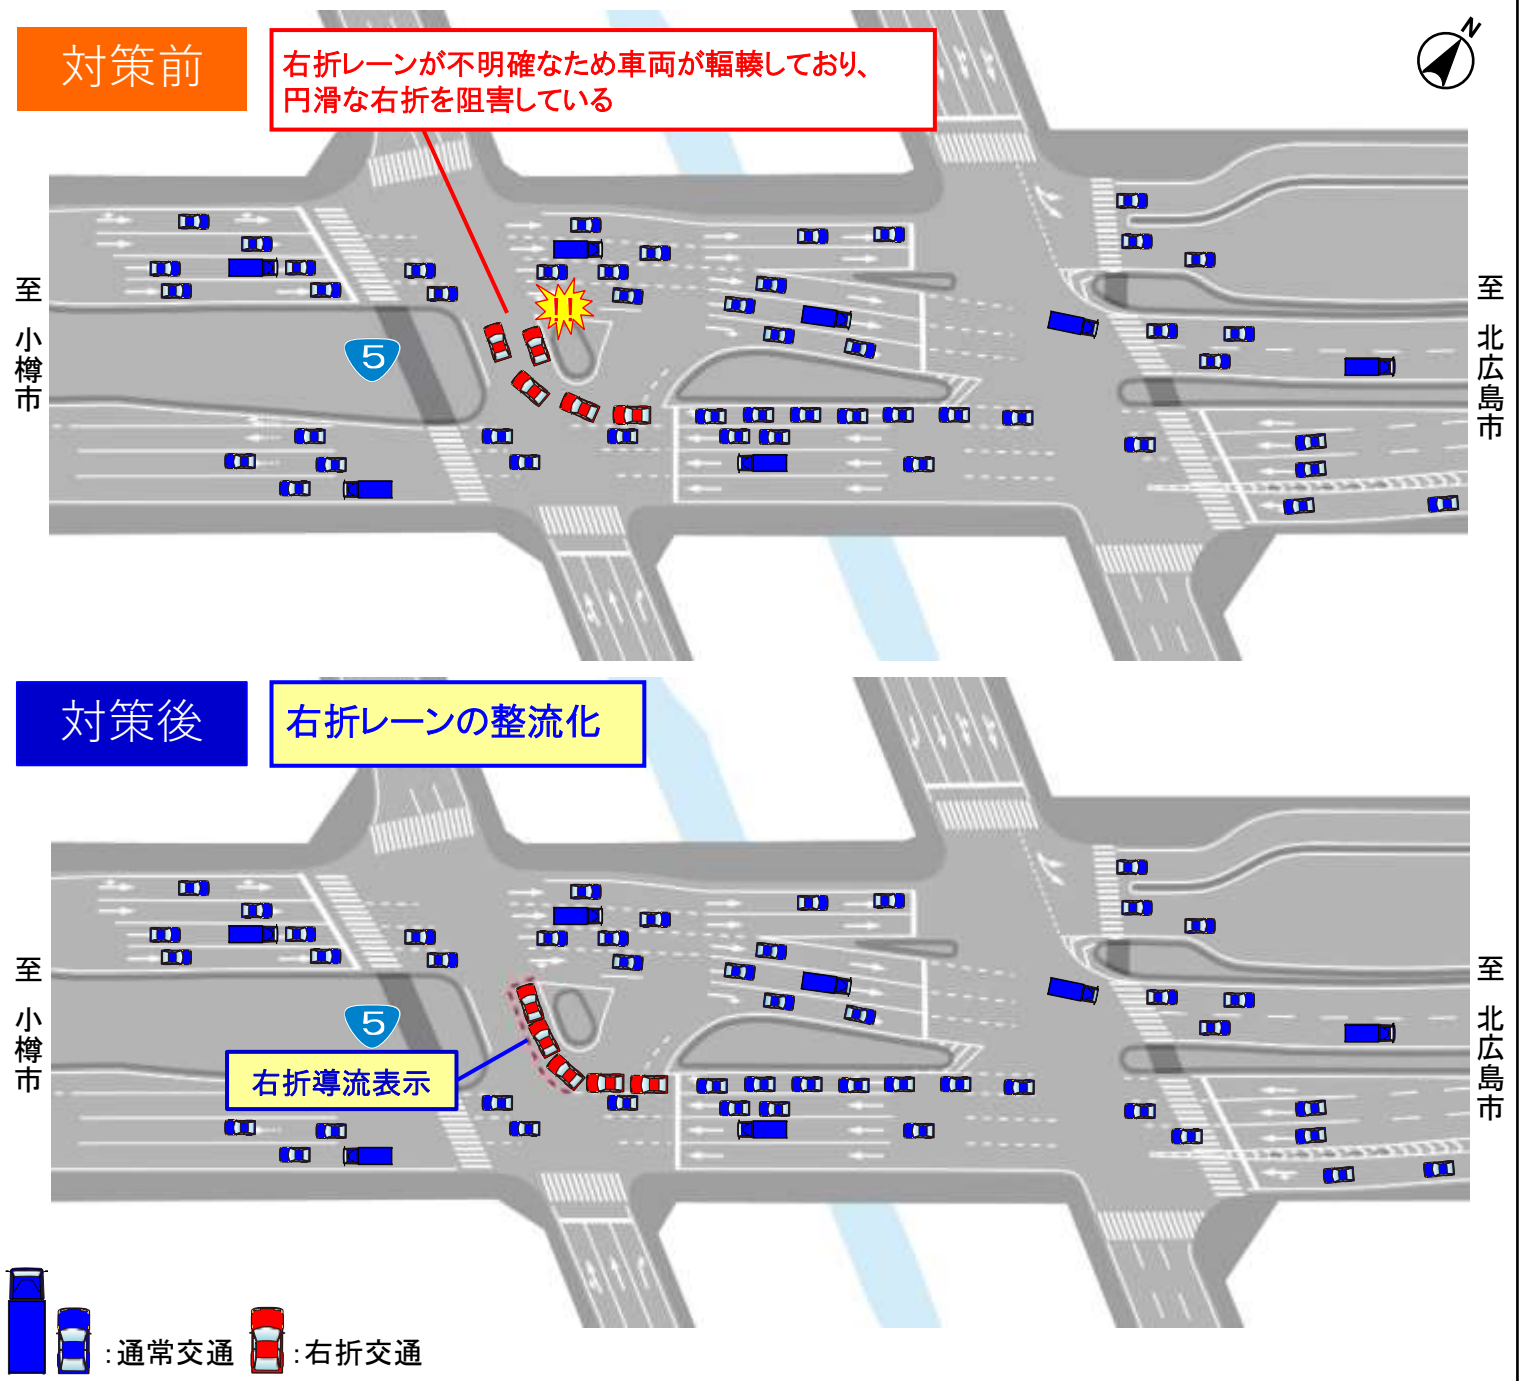 対策前
右折レーンが不明確なため車両が輻輳しており、
円滑な右折を阻害している
N
至 小樽市
5
至 北広島市
対策後
右折レーンの整流化
至 小樽市
5
右折導流表示
至 北広島市
:通常交通
:右折交通
!!